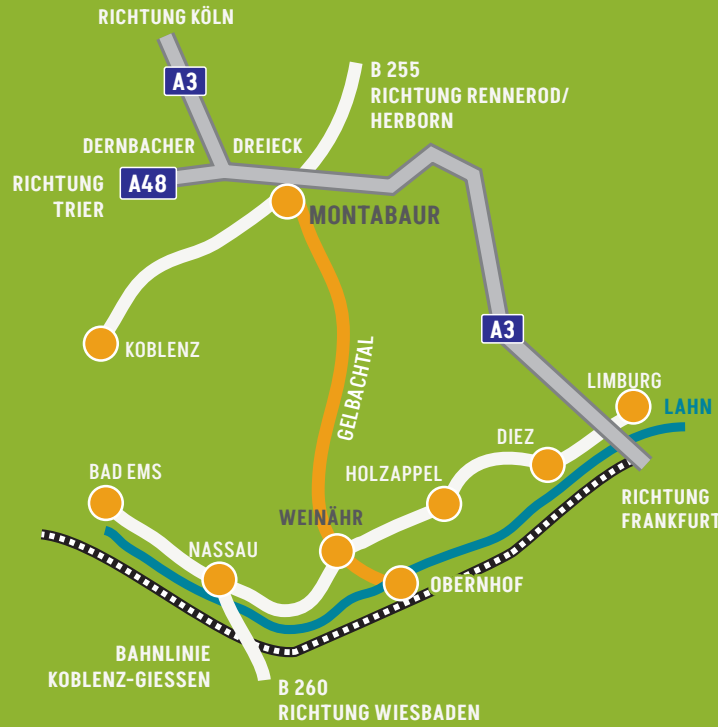 RICHTUNG KÖLN
A3
B 255
RICHTUNG RENNEROD/
HERBORN
DERNBACHER DREIECK
RICHTUNG
TRIER
A48
MONTABAUR
KOBLENZ
A3
GELBACHTAL
LIMBURG
LAHN
DIEZ
HOLZAPPEL
BAD EMS
RICHTUNG
FRANKFURT
WEINÄHR
NASSAU
OBERNHOF
BAHNLINIE
KOBLENZ-GIESSEN
B 260
RICHTUNG WIESBADEN